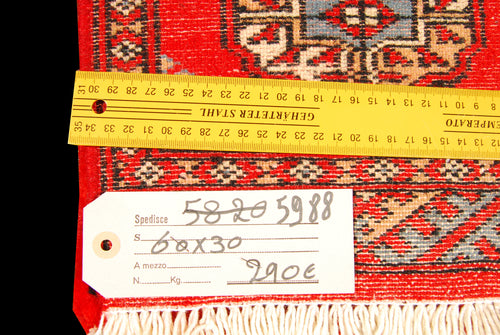 31 30 29 28 27 26 25 24 23 22 21 20 19 18 17 16 15 14 13 12 11 10 9 8 7
GEHÄRTETER STAHL
TEMPERATO
35 34 33 32 31 30 29 28 27 26 25 24 23 22 21 20 19 18 17 16 15 14 13 12 11
Spedisce 5820 5988
S 60x30
A mezzo
N. Kg. 290€